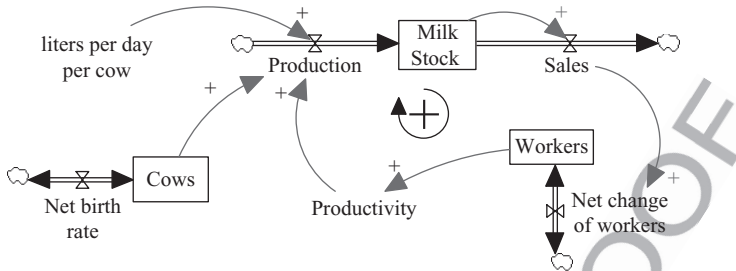 liters per day
per cow
+
Production
Milk
Stock
+
Sales
+
+
+
Workers
+
Cows
Net birth
rate
+
Productivity
Net change
of workers
+
OOF